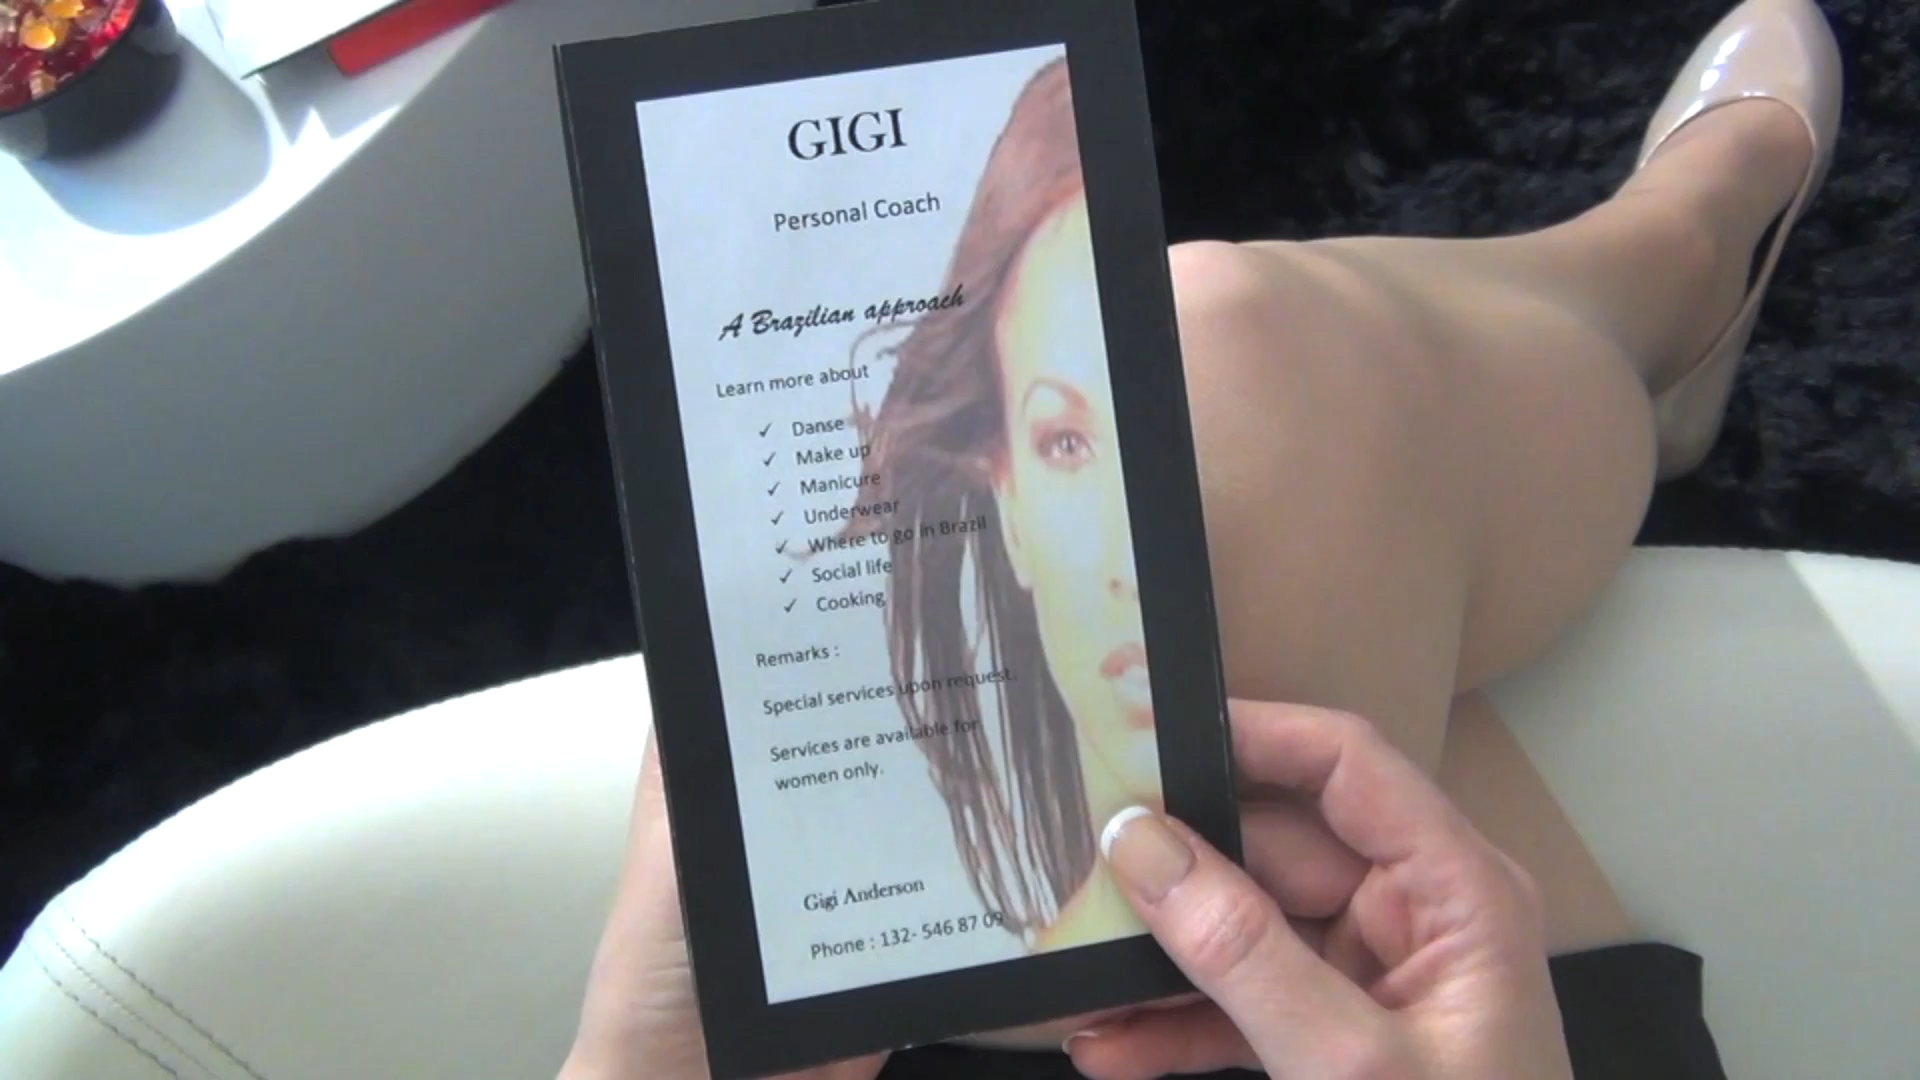 GIGI
Personal Coach
A Brazilian approach
Learn more about
✓ Danse
✓ Make up
✓ Manicure
✓ Underwear
✓ Where to go in Brazil
✓ Social life
✓ Cooking
Remarks :
Special services upon request.
Services are available for
women only.
Gigi Anderson
Phone : 132- 546 87 09